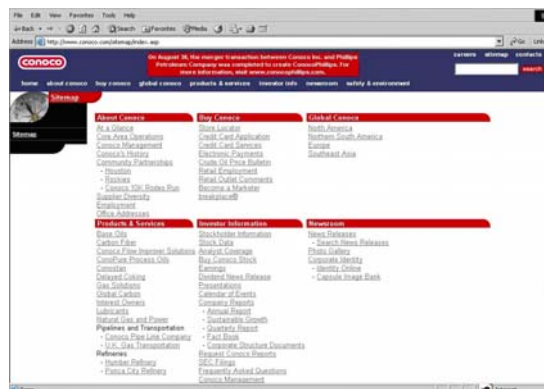 File Edit View Favorites Tools Help
Back Search Favorites Media
Address http://www.conoco.com/sitemap/index.asp Go Links
conoco
On August 30, the merger transaction between Conoco Inc. and Phillips
Petroleum Company was completed to create ConocoPhillips. For
more information, visit www.conocophillips.com.
careers sitemap contacts
search
home about conoco buy conoco global conoco products & services investor info newsroom safety & environment
Sitemap
Sitemap
About Conoco
At a Glance
Core Area Operations
Conoco Management
Conoco's History
Community Partnerships
- Houston
- Rockies
- Conoco 10K Rodeo Run
Supplier Diversity
Employment
Office Addresses
Buy Conoco
Store Locator
Credit Card Application
Credit Card Services
Electronic Payments
Crude Oil Price Bulletin
Retail Employment
Retail Outlet Comments
Become a Marketer
breakplace®
Global Conoco
North America
Northern South America
Europe
Southeast Asia
Products & Services
Base Oils
Carbon Fiber
Conoco Flow Improver Solutions
ConoPure Process Oils
Conostan
Delayed Coking
Gas Solutions
Global Carbon
Interest Owners
Lubricants
Natural Gas and Power
Pipelines and Transportation
- Conoco Pipe Line Company
- U.K. Gas Transportation
Refineries
- Humber Refinery
- Ponca City Refinery
Investor Information
Stockholder Information
Stock Data
Analyst Coverage
Buy Conoco Stock
Earnings
Dividend News Release
Presentations
Calendar of Events
Company Reports
- Annual Report
- Sustainable Growth
- Quarterly Report
- Fact Book
- Corporate Structure Documents
Request Conoco Reports
SEC Filings
Frequently Asked Questions
Conoco Management
Newsroom
News Releases
- Search News Releases
Photo Gallery
Corporate Identity
- Identity Online
- Capsule Image Bank